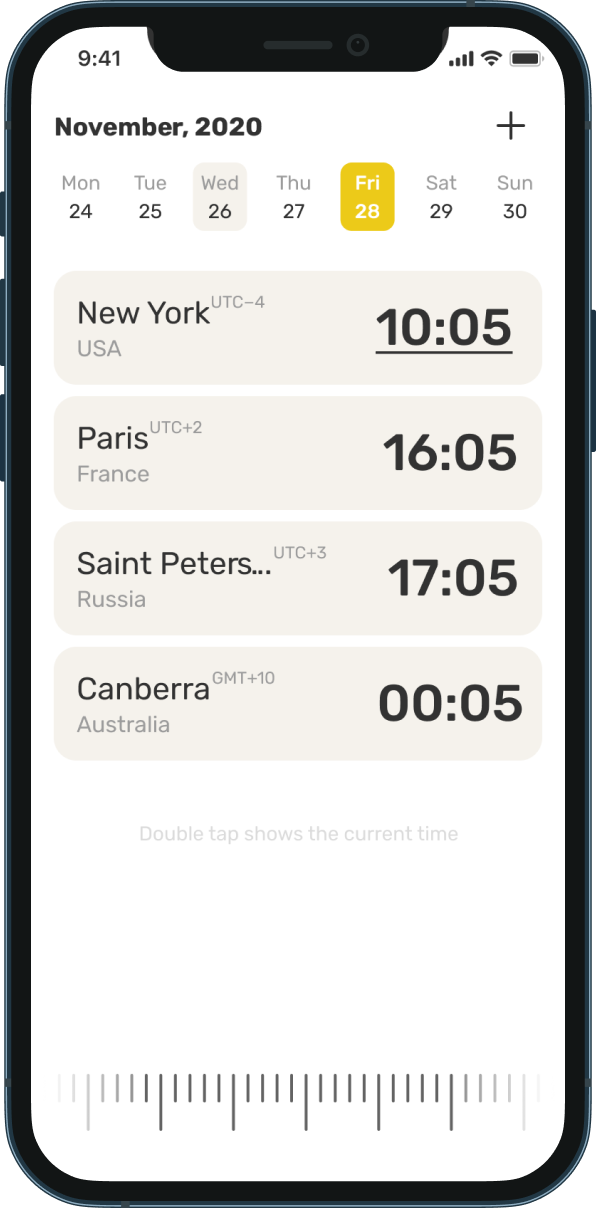 9:41
November, 2020 +
Mon Tue Wed Thu Fri Sat Sun
24 25 26 27 28 29 30
New York UTC−4 10:05
USA
Paris UTC+2 16:05
France
Saint Peters... UTC+3 17:05
Russia
Canberra GMT+10 00:05
Australia
Double tap shows the current time